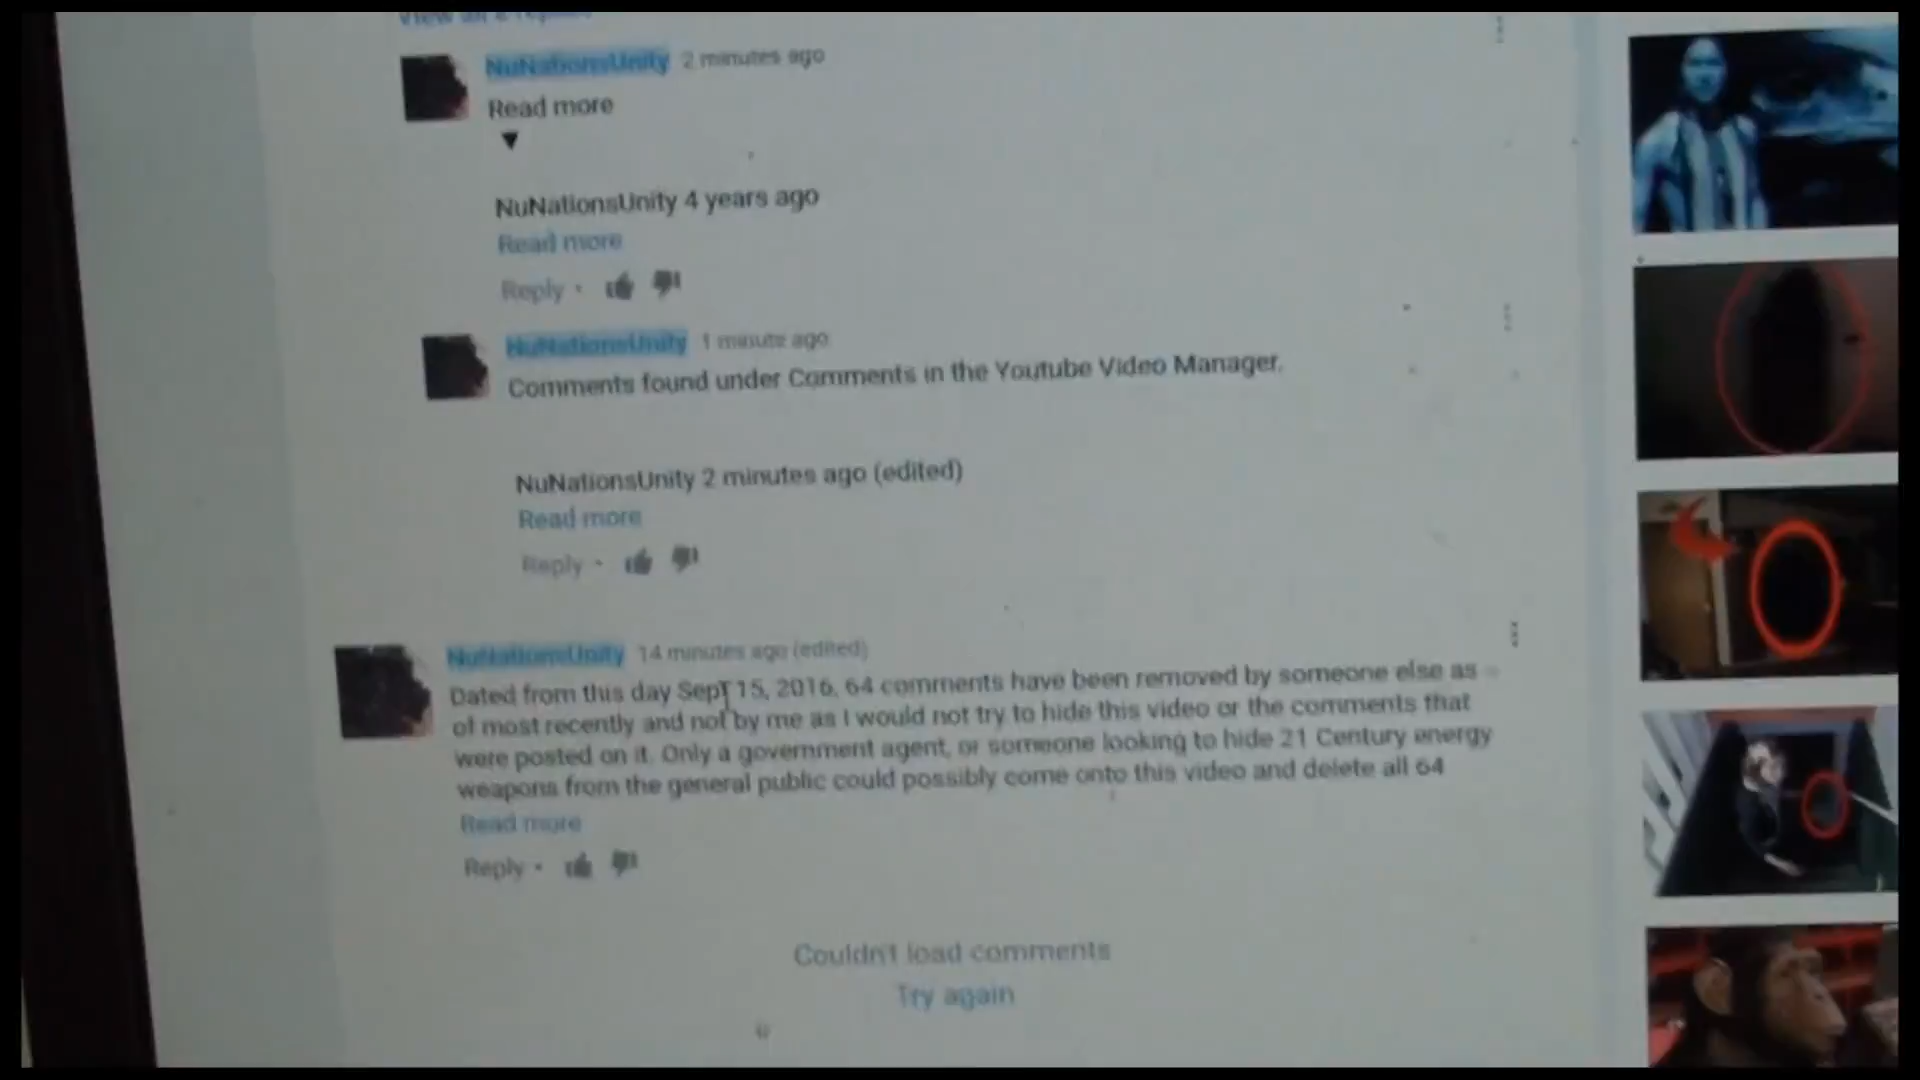 View all 2 replies
NuNationsUnity 2 minutes ago
Read more
NuNationsUnity 4 years ago
Read more
Reply
NuNationsUnity 1 minute ago
Comments found under Comments in the Youtube Video Manager.
NuNationsUnity 2 minutes ago (edited)
Read more
Reply
NuNationsUnity 14 minutes ago (edited)
Dated from this day Sept 15, 2016, 64 comments have been removed by someone else as
of most recently and not by me as I would not try to hide this video or the comments that
were posted on it. Only a government agent, or someone looking to hide 21 Century energy
weapons from the general public could possibly come onto this video and delete all 64
Read more
Reply
Couldn't load comments
Try again